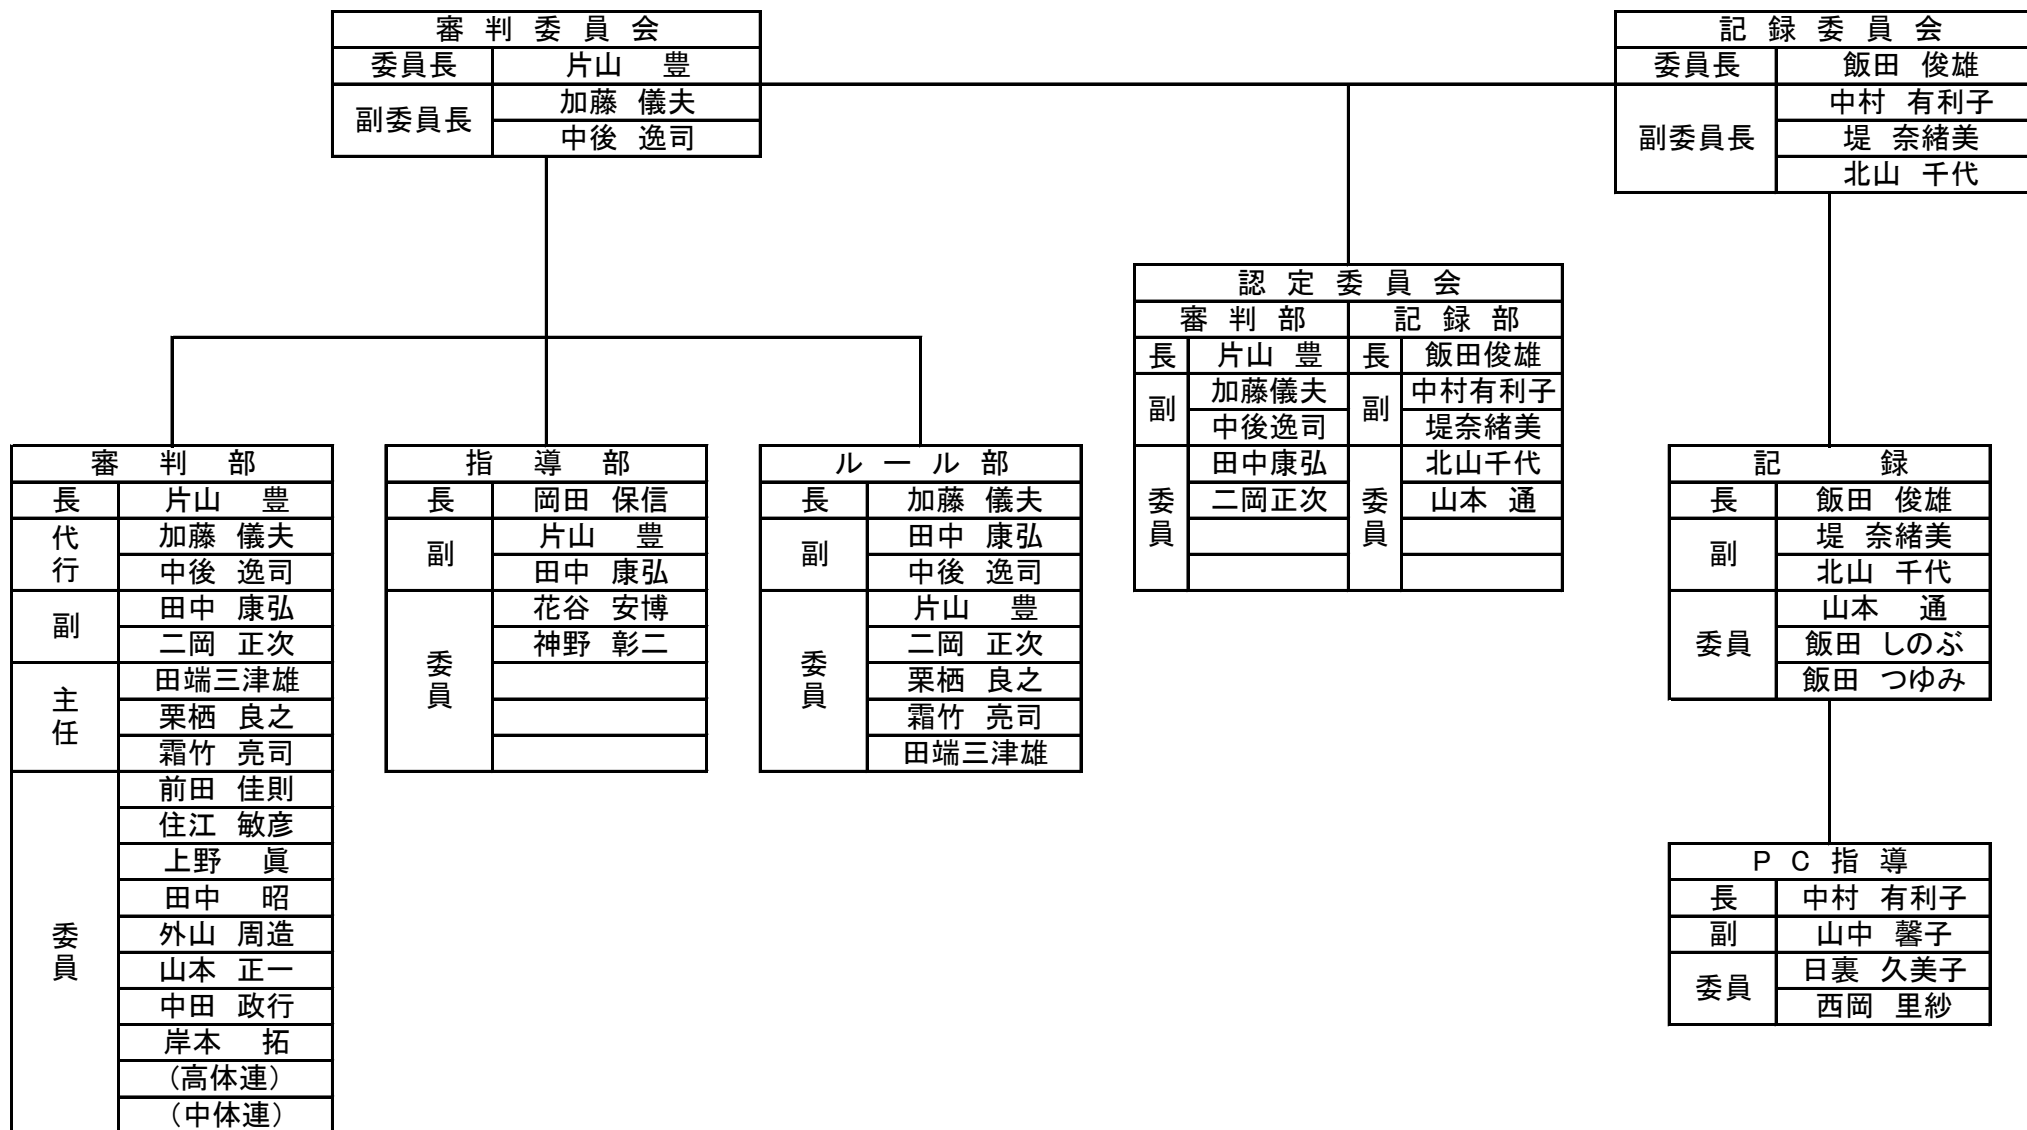 審判委員会
委員長 片山 豊
副委員長 加藤 儀夫
中後 逸司
記録委員会
委員長 飯田 俊雄
副委員長 中村 有利子
堤 奈緒美
北山 千代
認定委員会
審判部 記録部
長 片山 豊 長 飯田俊雄
副 加藤儀夫 副 中村有利子
中後逸司 堤奈緒美
委員 田中康弘 委員 北山千代
二岡正次 山本 通
審判部
長 片山 豊
代行 加藤 儀夫
中後 逸司
副 田中 康弘
二岡 正次
主任 田端三津雄
栗栖 良之
霜竹 亮司
委員 前田 佳則
住江 敏彦
上野 眞
田中 昭
外山 周造
山本 正一
中田 政行
岸本 拓
(高体連)
(中体連)
指導部
長 岡田 保信
副 片山 豊
田中 康弘
委員 花谷 安博
神野 彰二
ルール部
長 加藤 儀夫
副 田中 康弘
中後 逸司
委員 片山 豊
二岡 正次
栗栖 良之
霜竹 亮司
田端三津雄
記録
長 飯田 俊雄
副 堤 奈緒美
北山 千代
委員 山本 通
飯田 しのぶ
飯田 つゆみ
PC指導
長 中村 有利子
副 山中 馨子
委員 日裏 久美子
西岡 里紗